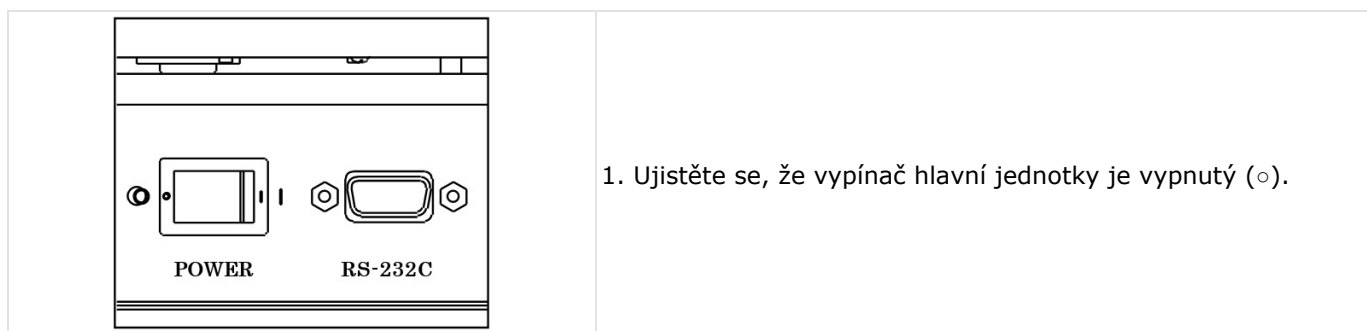 1. Ujistěte se, že vypínač hlavní jednotky je vypnutý (○).
POWER RS-232C